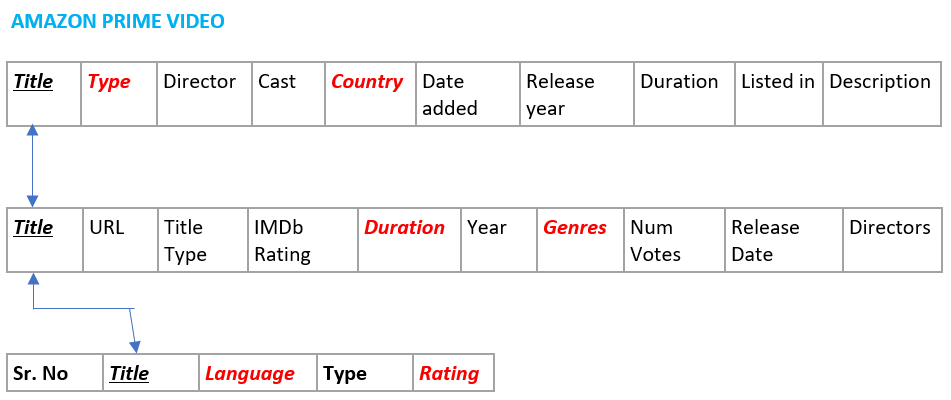 AMAZON PRIME VIDEO
Title Type Director Cast Country Date added Release year Duration Listed in Description
Title URL Title Type IMDb Rating Duration Year Genres Num Votes Release Date Directors
Sr. No Title Language Type Rating